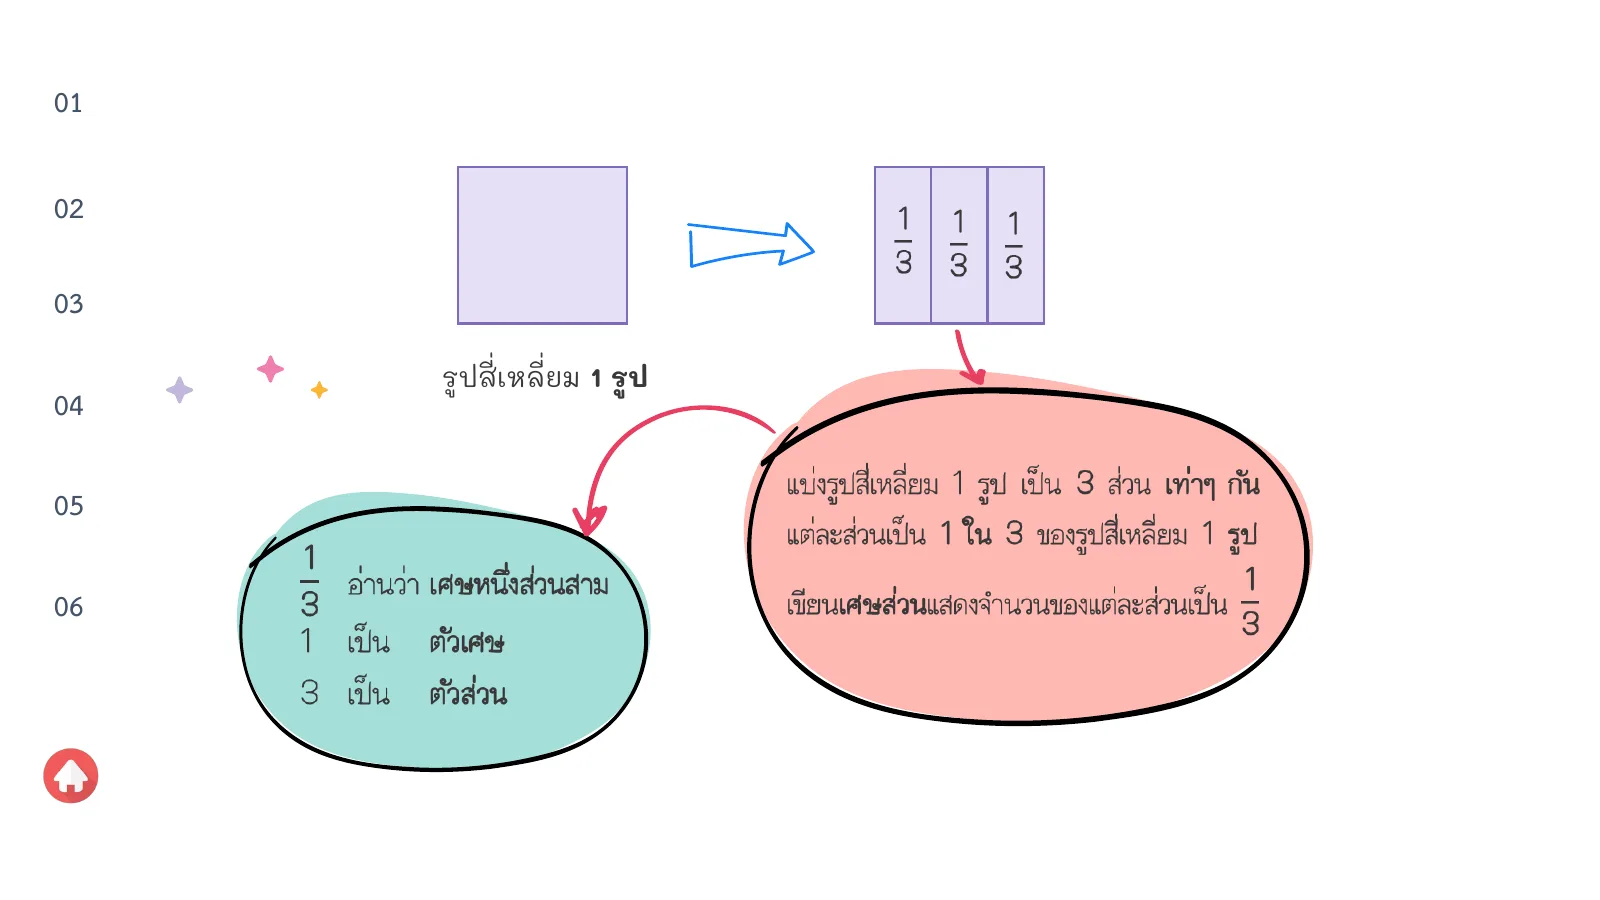 01
02
03
04
05
06
1/3 1/3 1/3
รูปสี่เหลี่ยม 1 รูป
แบ่งรูปสี่เหลี่ยม 1 รูป เป็น 3 ส่วน เท่าๆ กัน
แต่ละส่วนเป็น 1 ใน 3 ของรูปสี่เหลี่ยม 1 รูป
เขียนเศษส่วนแสดงจำนวนของแต่ละส่วนเป็น 1/3
1/3 อ่านว่า เศษหนึ่งส่วนสาม
1 เป็น ตัวเศษ
3 เป็น ตัวส่วน